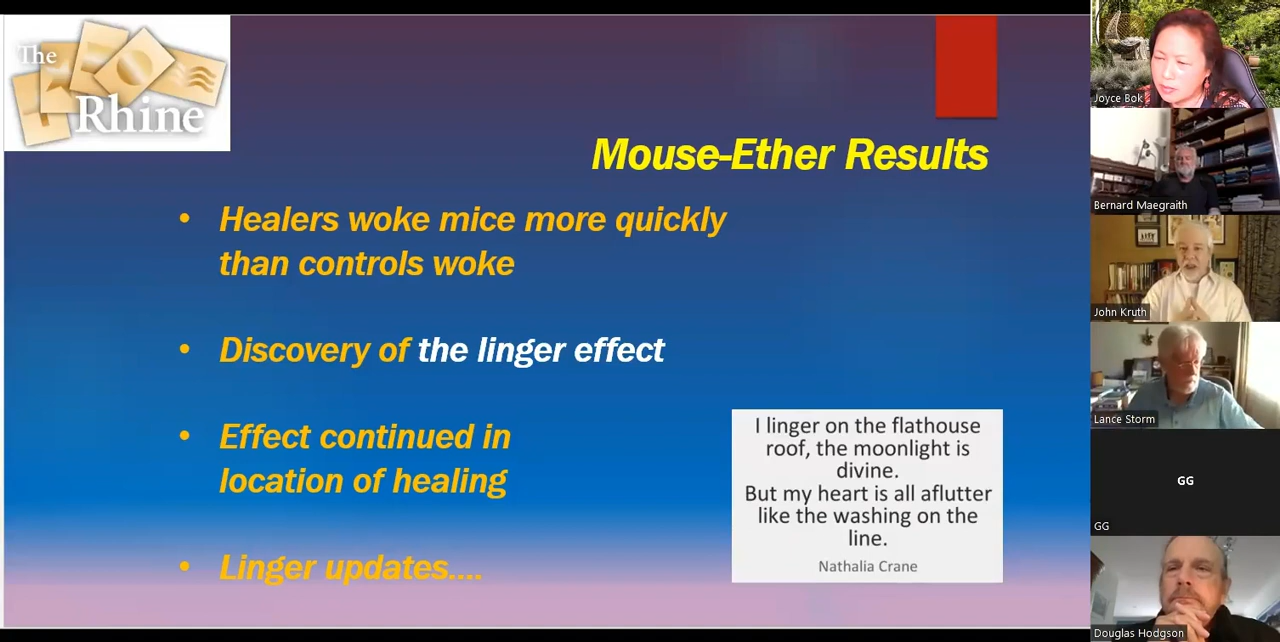 The
Rhine
Mouse-Ether Results
• Healers woke mice more quickly
than controls woke
• Discovery of the linger effect
• Effect continued in
location of healing
• Linger updates....
I linger on the flathouse
roof, the moonlight is
divine.
But my heart is all aflutter
like the washing on the
line.
Nathalia Crane
Joyce Bok
Bernard Maegraith
John Kruth
Lance Storm
GG
GG
Douglas Hodgson